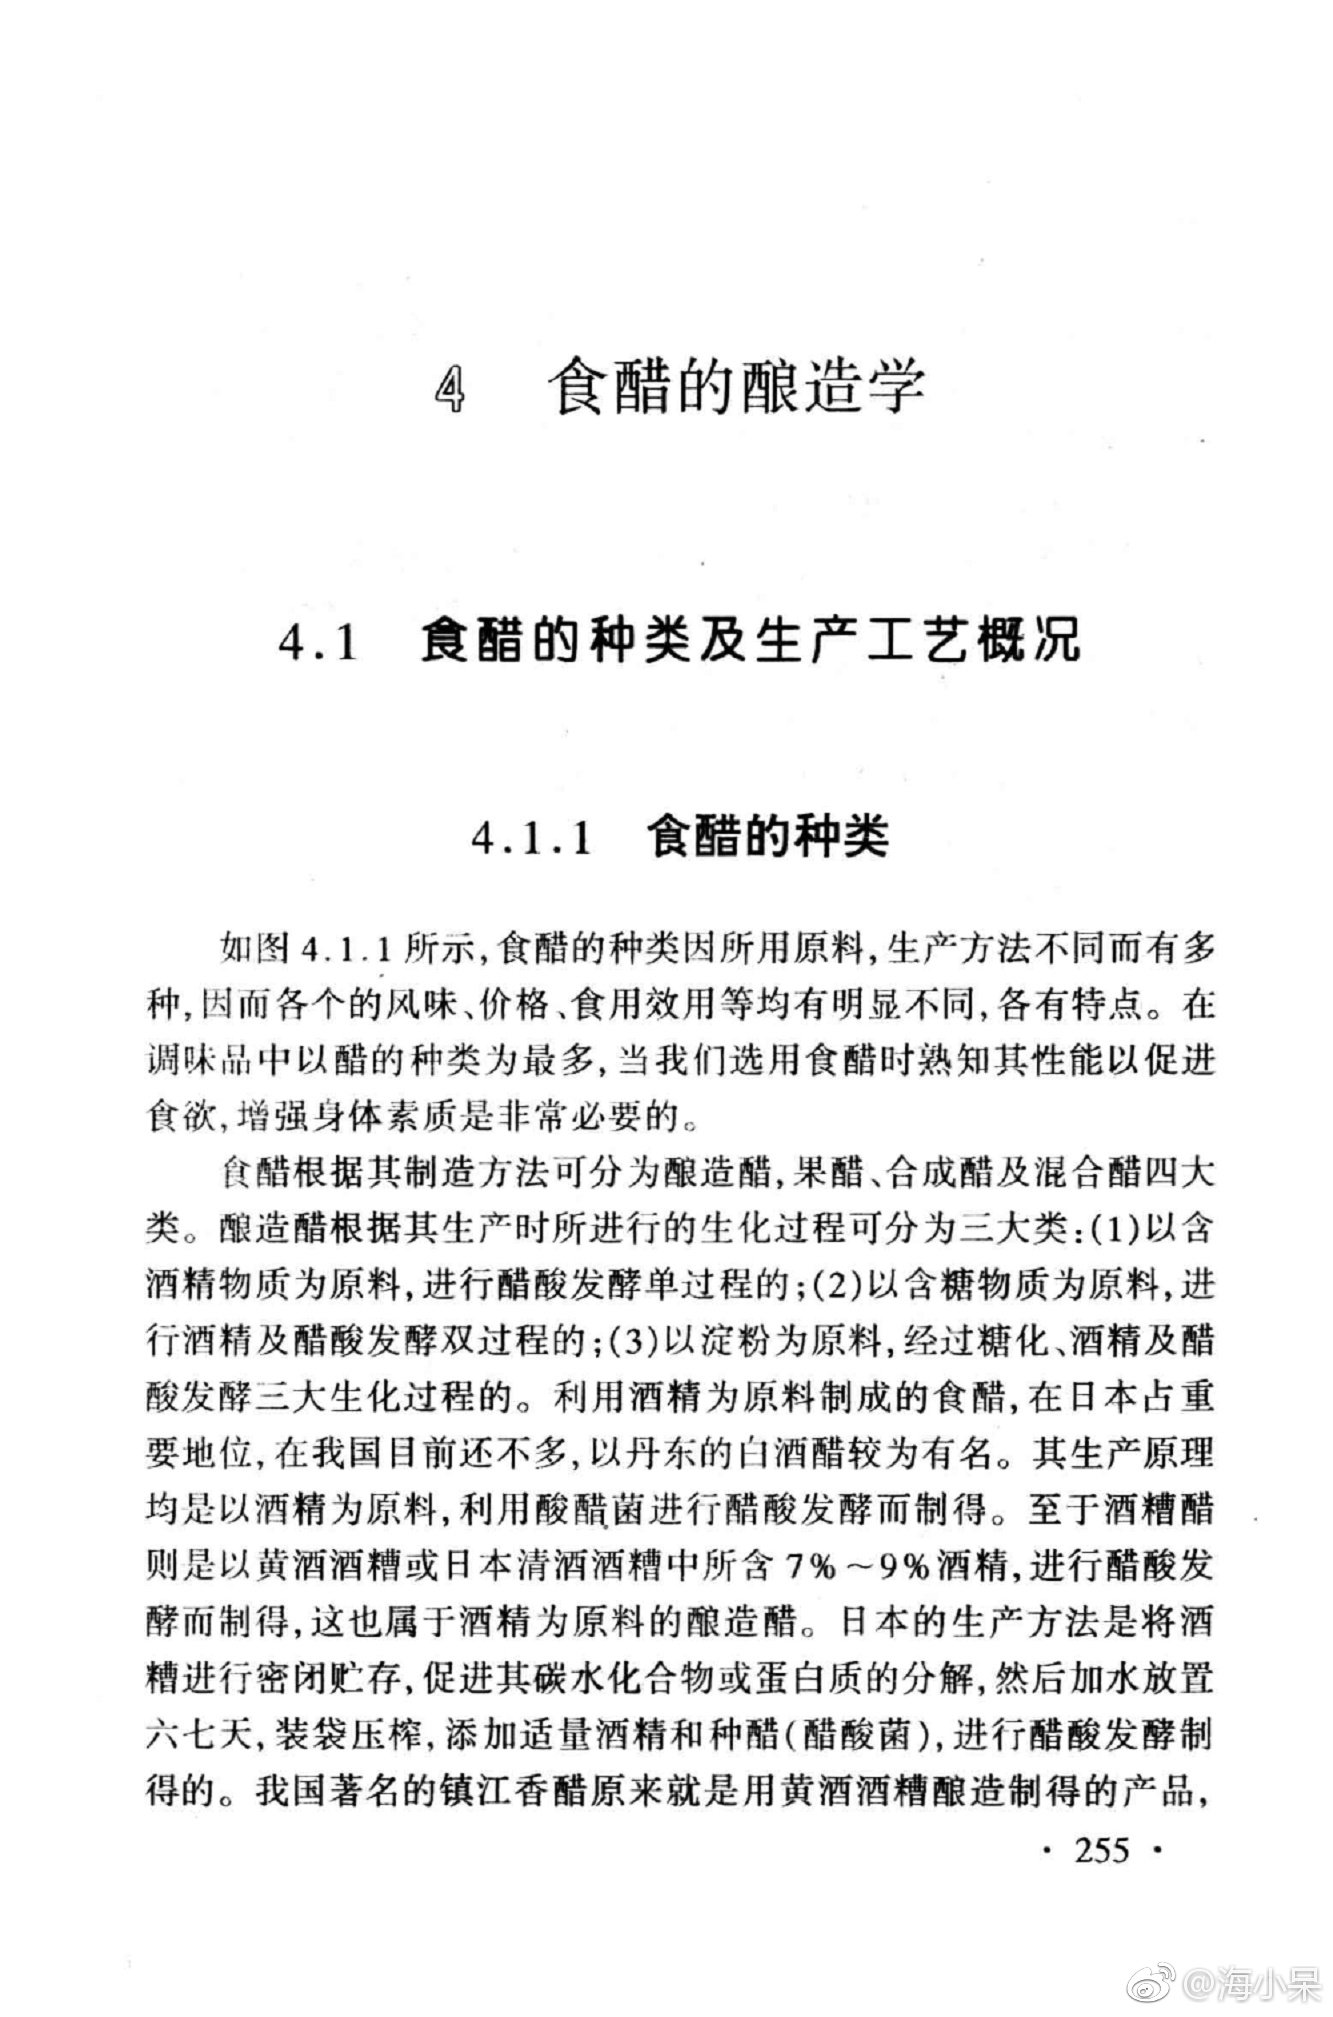 4 食醋的酿造学
4.1 食醋的种类及生产工艺概况
4.1.1 食醋的种类
如图4.1.1所示,食醋的种类因所用原料,生产方法不同而有多
种,因而各个的风味、价格、食用效用等均有明显不同,各有特点。在
调味品中以醋的种类为最多,当我们选用食醋时熟知其性能以促进
食欲,增强身体素质是非常必要的。
食醋根据其制造方法可分为酿造醋,果醋、合成醋及混合醋四大
类。酿造醋根据其生产时所进行的生化过程可分为三大类:(1)以含
酒精物质为原料,进行醋酸发酵单过程的;(2)以含糖物质为原料,进
行酒精及醋酸发酵双过程的;(3)以淀粉为原料,经过糖化、酒精及醋
酸发酵三大生化过程的。利用酒精为原料制成的食醋,在日本占重
要地位,在我国目前还不多,以丹东的白酒醋较为有名。其生产原理
均是以酒精为原料,利用酸醋菌进行醋酸发酵而制得。至于酒糟醋
则是以黄酒酒糟或日本清酒酒糟中所含7%~9%酒精,进行醋酸发
酵而制得,这也属于酒精为原料的酿造醋。日本的生产方法是将酒
糟进行密闭贮存,促进其碳水化合物或蛋白质的分解,然后加水放置
六七天,装袋压榨,添加适量酒精和种醋(醋酸菌),进行醋酸发酵制
得的。我国著名的镇江香醋原来就是用黄酒酒糟酿造制得的产品,
· 255 ·
@海小呆